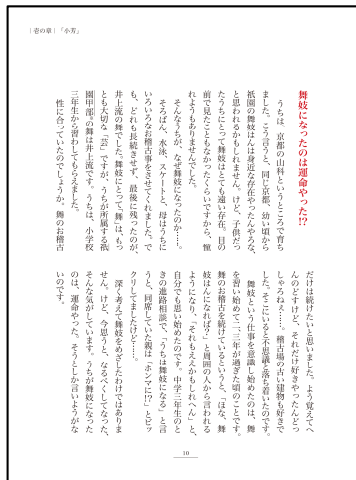 ｜壱の章｜「小芳」
舞妓になったのは運命やった!?
　うちは、京都の山科というところで育ち
ました。こう言うと、同じ京都、幼い頃から
祇園の舞妓はんは身近な存在やったんやろな、
と思われるかもしれません。けど、子供だっ
たうちにとって舞妓はとても遠い存在。目の
前で見たこともなかったくらいですから、憧
れようもありませんでした。
　そんなうちが、なぜ舞妓になったのか……。
　そろばん、水泳、スケートと、母はうちに
いろいろなお稽古事をさせてくれました。で
も、どれも長続きせず、最後に残ったのが、
井上流の舞でした。舞妓にとって「舞」は、もっ
とも大切な「芸」ですが、うちが所属する祇
園甲部の舞は井上流です。うちは、小学校
三年生から習わしてもらえました。
　性に合っていたのでしょうか、舞のお稽古
だけは続けたいと思いました。よう覚えてへ
んのどすけど、それだけ好きやったんどっ
しゃろねぇ……。稽古場の古い建物も好きで
した。そこにいると不思議と落ち着いたのです。
　舞妓という仕事を意識し始めたのは、舞
を習い始めて二、三年が過ぎた頃のことです。
舞のお稽古を続けているというと、「ほな、舞
妓はんになれば？」と周囲の人から言われる
ようになり、「それもええかもしれへん」と、
自分でも思い始めたのです。中学三年生のと
きの進路相談で、「うちは舞妓になる」と言
うと、同席していた親は「ホンマに!?」とビッ
クリしてましたけど……。
　深く考えて舞妓をめざしたわけではありま
せん。けど、今思うと、なるべくしてなった、
そんな気がしています。うちが舞妓になった
のは、運命やった。そうとしか言いようがな
いのです。
10